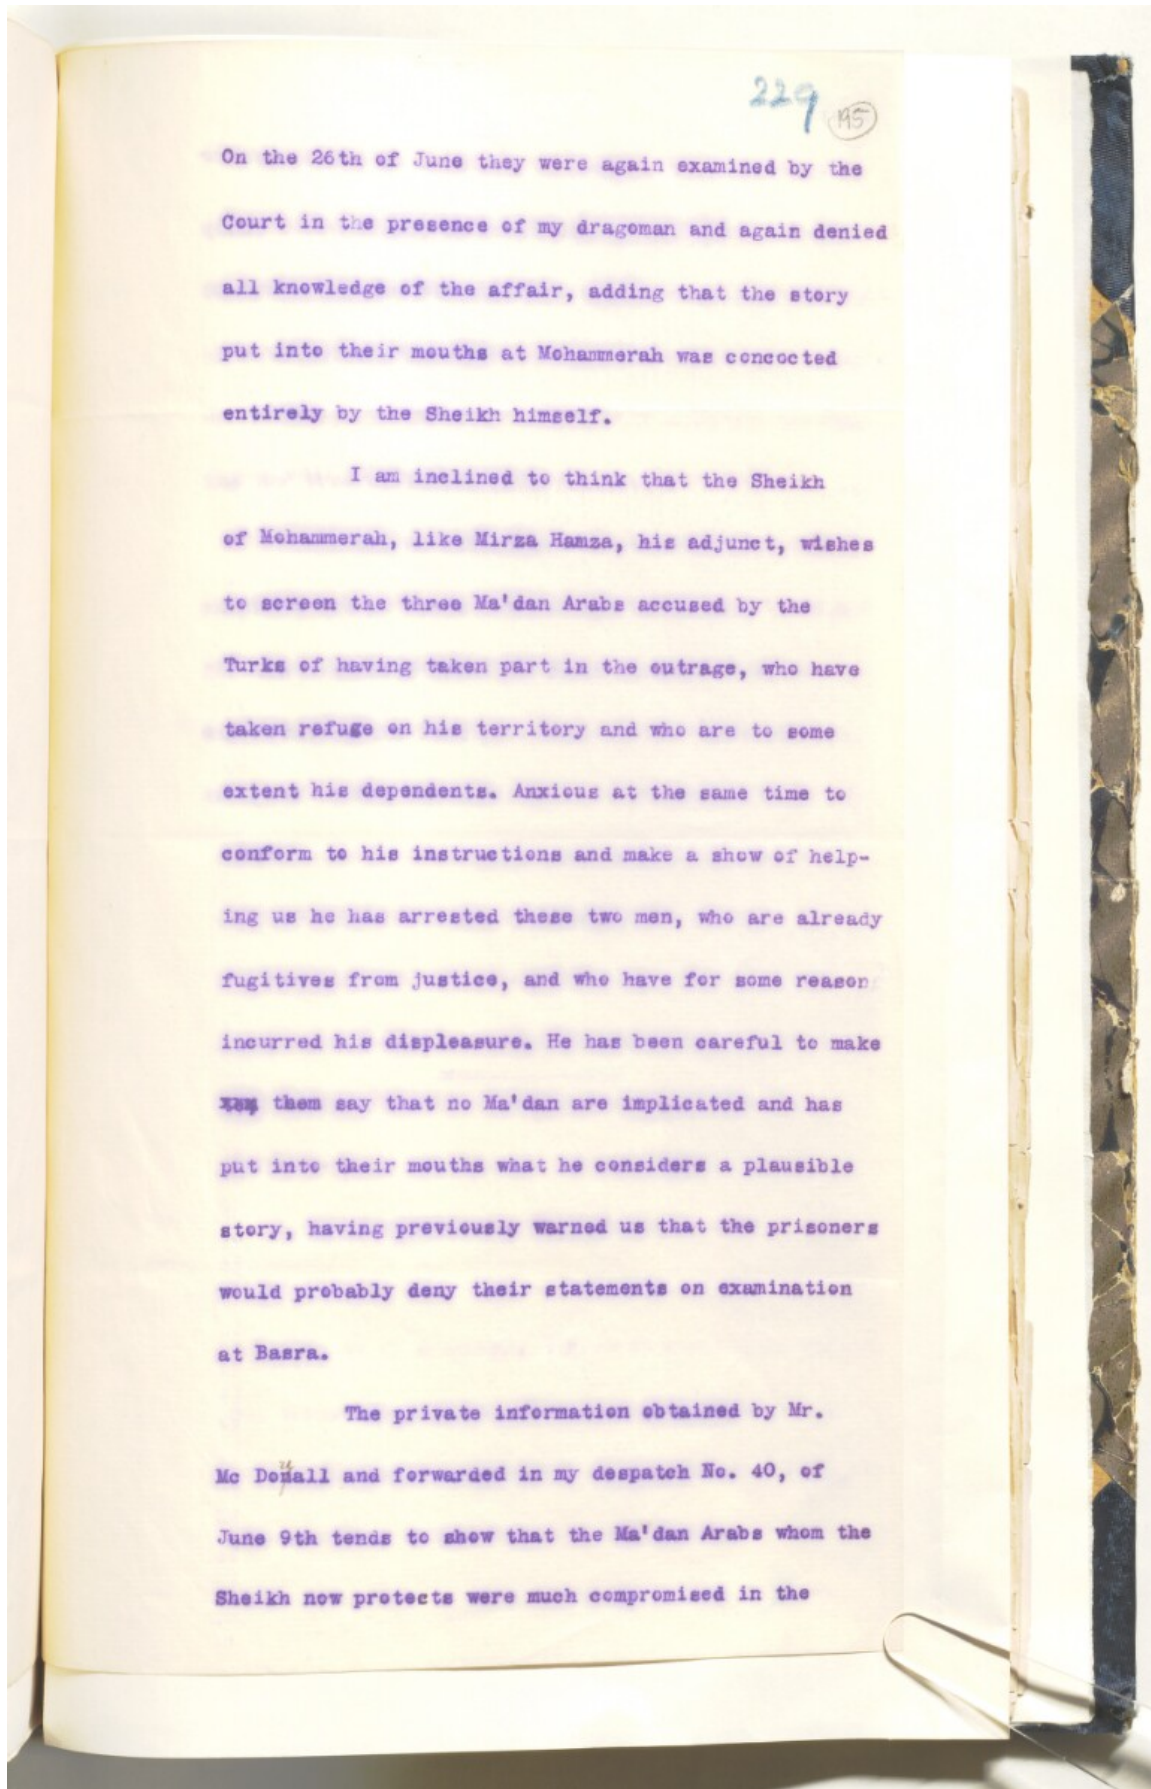 229
195
On the 26th of June they were again examined by the
Court in the presence of my dragoman and again denied
all knowledge of the affair, adding that the story
put into their mouths at Mohammerah was concocted
entirely by the Sheikh himself.
I am inclined to think that the Sheikh
of Mohammerah, like Mirza Hamza, his adjunct, wishes
to screen the three Ma'dan Arabs accused by the
Turks of having taken part in the outrage, who have
taken refuge on his territory and who are to some
extent his dependents. Anxious at the same time to
conform to his instructions and make a show of help-
ing us he has arrested these two men, who are already
fugitives from justice, and who have for some reason
incurred his displeasure. He has been careful to make
them say that no Ma'dan are implicated and has
put into their mouths what he considers a plausible
story, having previously warned us that the prisoners
would probably deny their statements on examination
at Basra.
The private information obtained by Mr.
Mc Douall and forwarded in my despatch No. 40, of
June 9th tends to show that the Ma'dan Arabs whom the
Sheikh now protects were much compromised in the